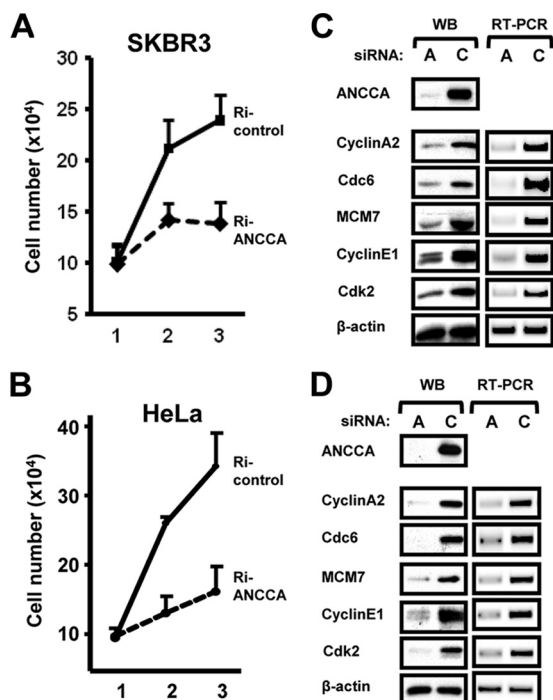 A
SKBR3
Cell number (x10⁴)
30
25
20
15
10
5
1 2 3
Ri-
control
Ri-
ANCCA
B
HeLa
Cell number (x10⁴)
40
30
20
10
1 2 3
Ri-
control
Ri-
ANCCA
C
WB RT-PCR
siRNA: A C A C
ANCCA
CyclinA2
Cdc6
MCM7
CyclinE1
Cdk2
β-actin
D
WB RT-PCR
siRNA: A C A C
ANCCA
CyclinA2
Cdc6
MCM7
CyclinE1
Cdk2
β-actin